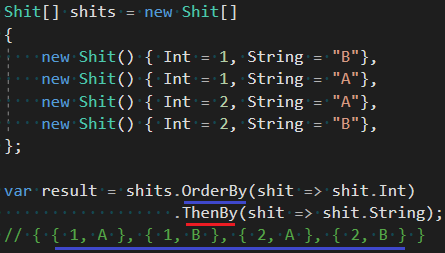 Shit[] shits = new Shit[]
{
new Shit() { Int = 1, String = "B"},
new Shit() { Int = 1, String = "A"},
new Shit() { Int = 2, String = "A"},
new Shit() { Int = 2, String = "B"},
};
var result = shits.OrderBy(shit => shit.Int)
.ThenBy(shit => shit.String);
// { { 1, A }, { 1, B }, { 2, A }, { 2, B } }